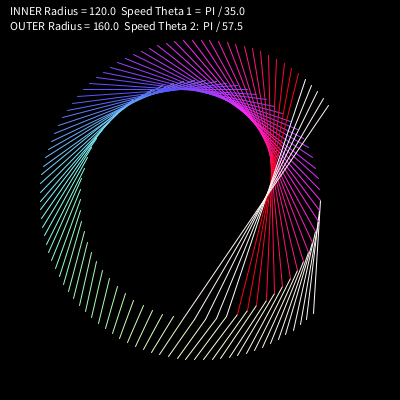 INNER Radius = 120.0  Speed Theta 1 =  PI / 35.0
OUTER Radius = 160.0  Speed Theta 2:  PI / 57.5